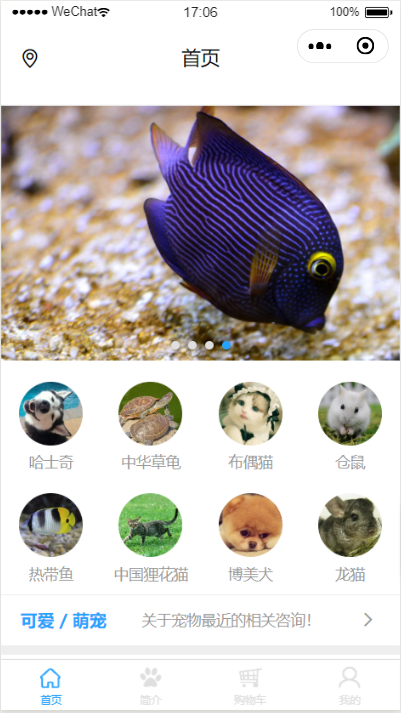 WeChat 17:06 100%
首页
哈士奇 中华草龟 布偶猫 仓鼠
热带鱼 中国狸花猫 博美犬 龙猫
可爱 / 萌宠 关于宠物最近的相关咨询!
首页 简介 购物车 我的